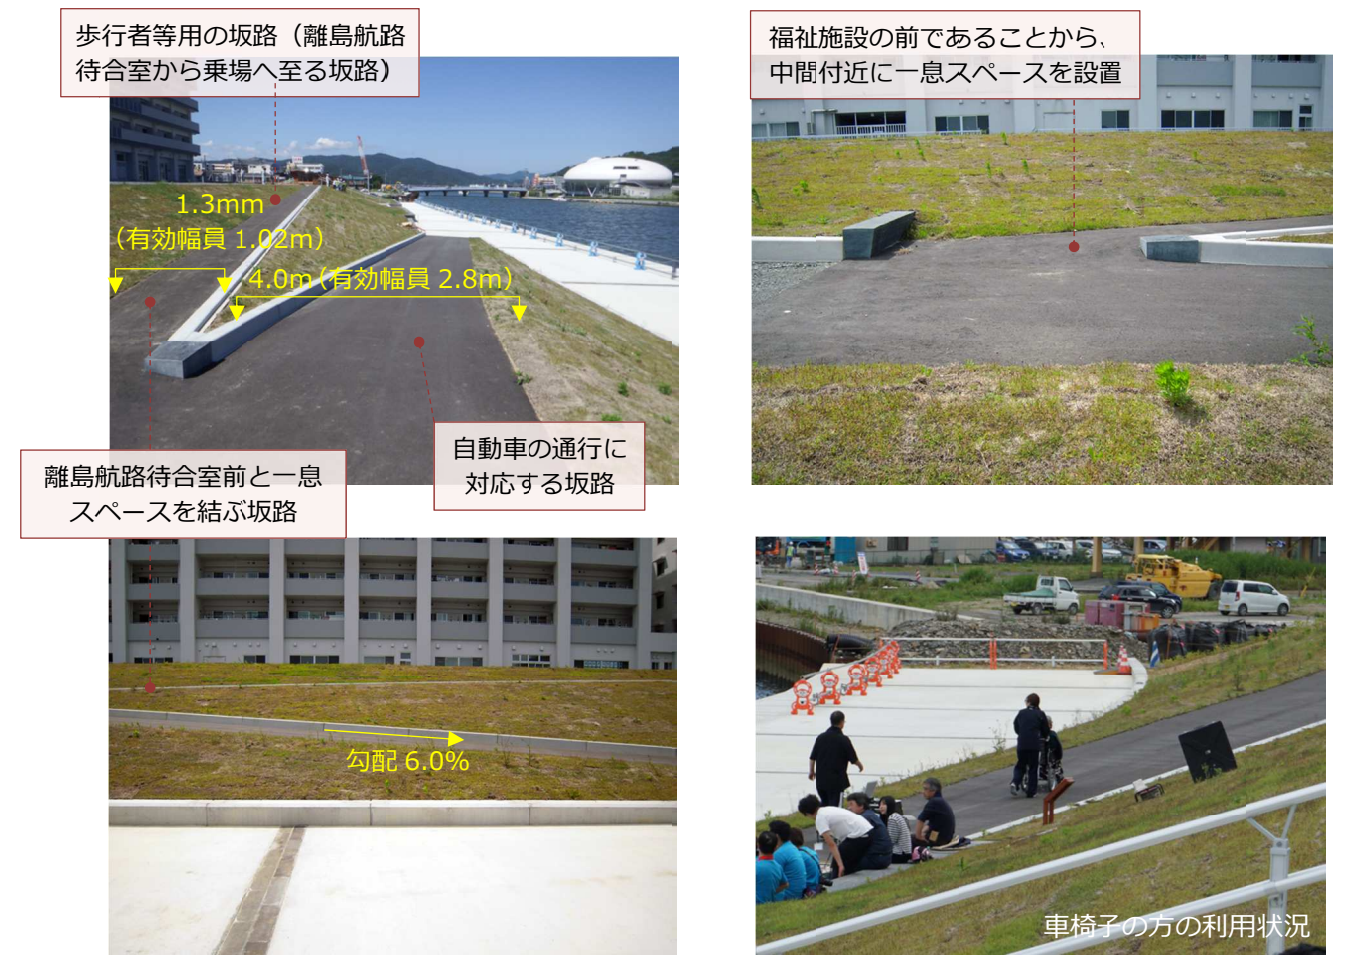 歩行者等用の坂路（離島航路
待合室から乗場へ至る坂路）
福祉施設の前であることから、
中間付近に一息スペースを設置
1.3mm
（有効幅員 1.02m）
4.0m（有効幅員 2.8m）
自動車の通行に
対応する坂路
離島航路待合室前と一息
スペースを結ぶ坂路
勾配 6.0%
車椅子の方の利用状況